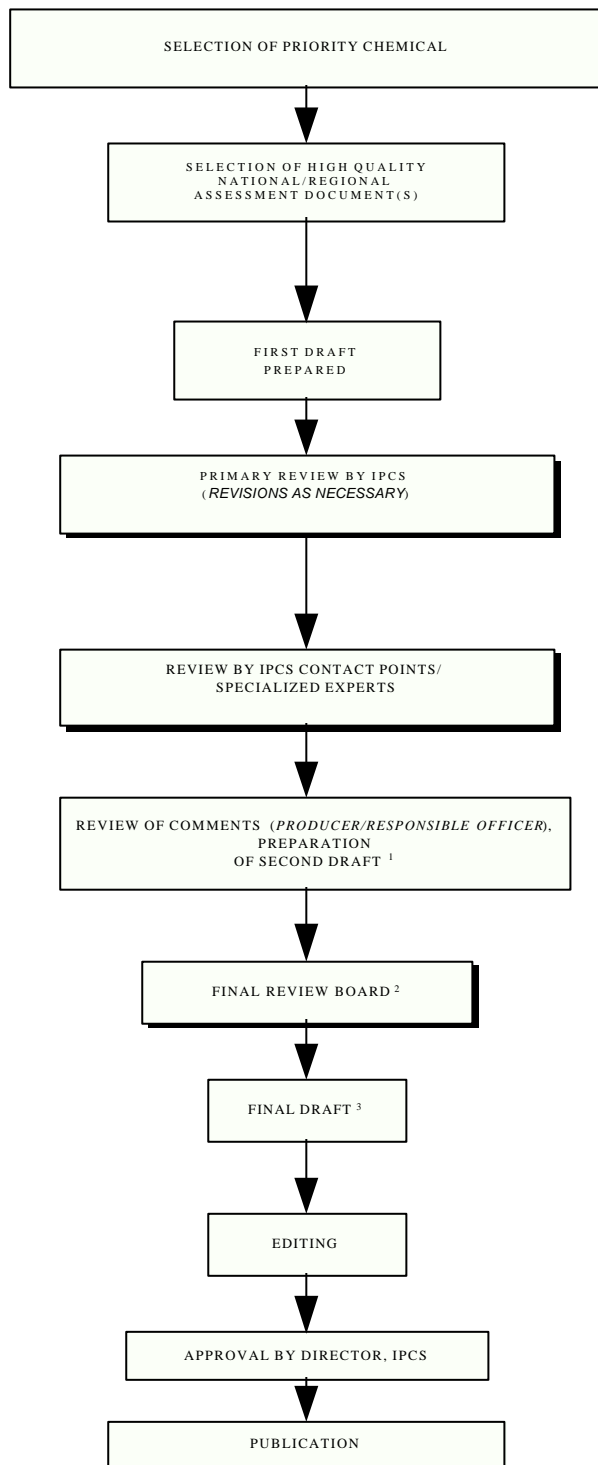 SELECTION OF PRIORITY CHEMICAL
SELECTION OF HIGH QUALITY
NATIONAL/REGIONAL
ASSESSMENT DOCUMENT(S)
FIRST DRAFT
PREPARED
PRIMARY REVIEW BY IPCS
(REVISIONS AS NECESSARY)
REVIEW BY IPCS CONTACT POINTS/
SPECIALIZED EXPERTS
REVIEW OF COMMENTS (PRODUCER/RESPONSIBLE OFFICER),
PREPARATION
OF SECOND DRAFT 1
FINAL REVIEW BOARD 2
FINAL DRAFT 3
EDITING
APPROVAL BY DIRECTOR, IPCS
PUBLICATION